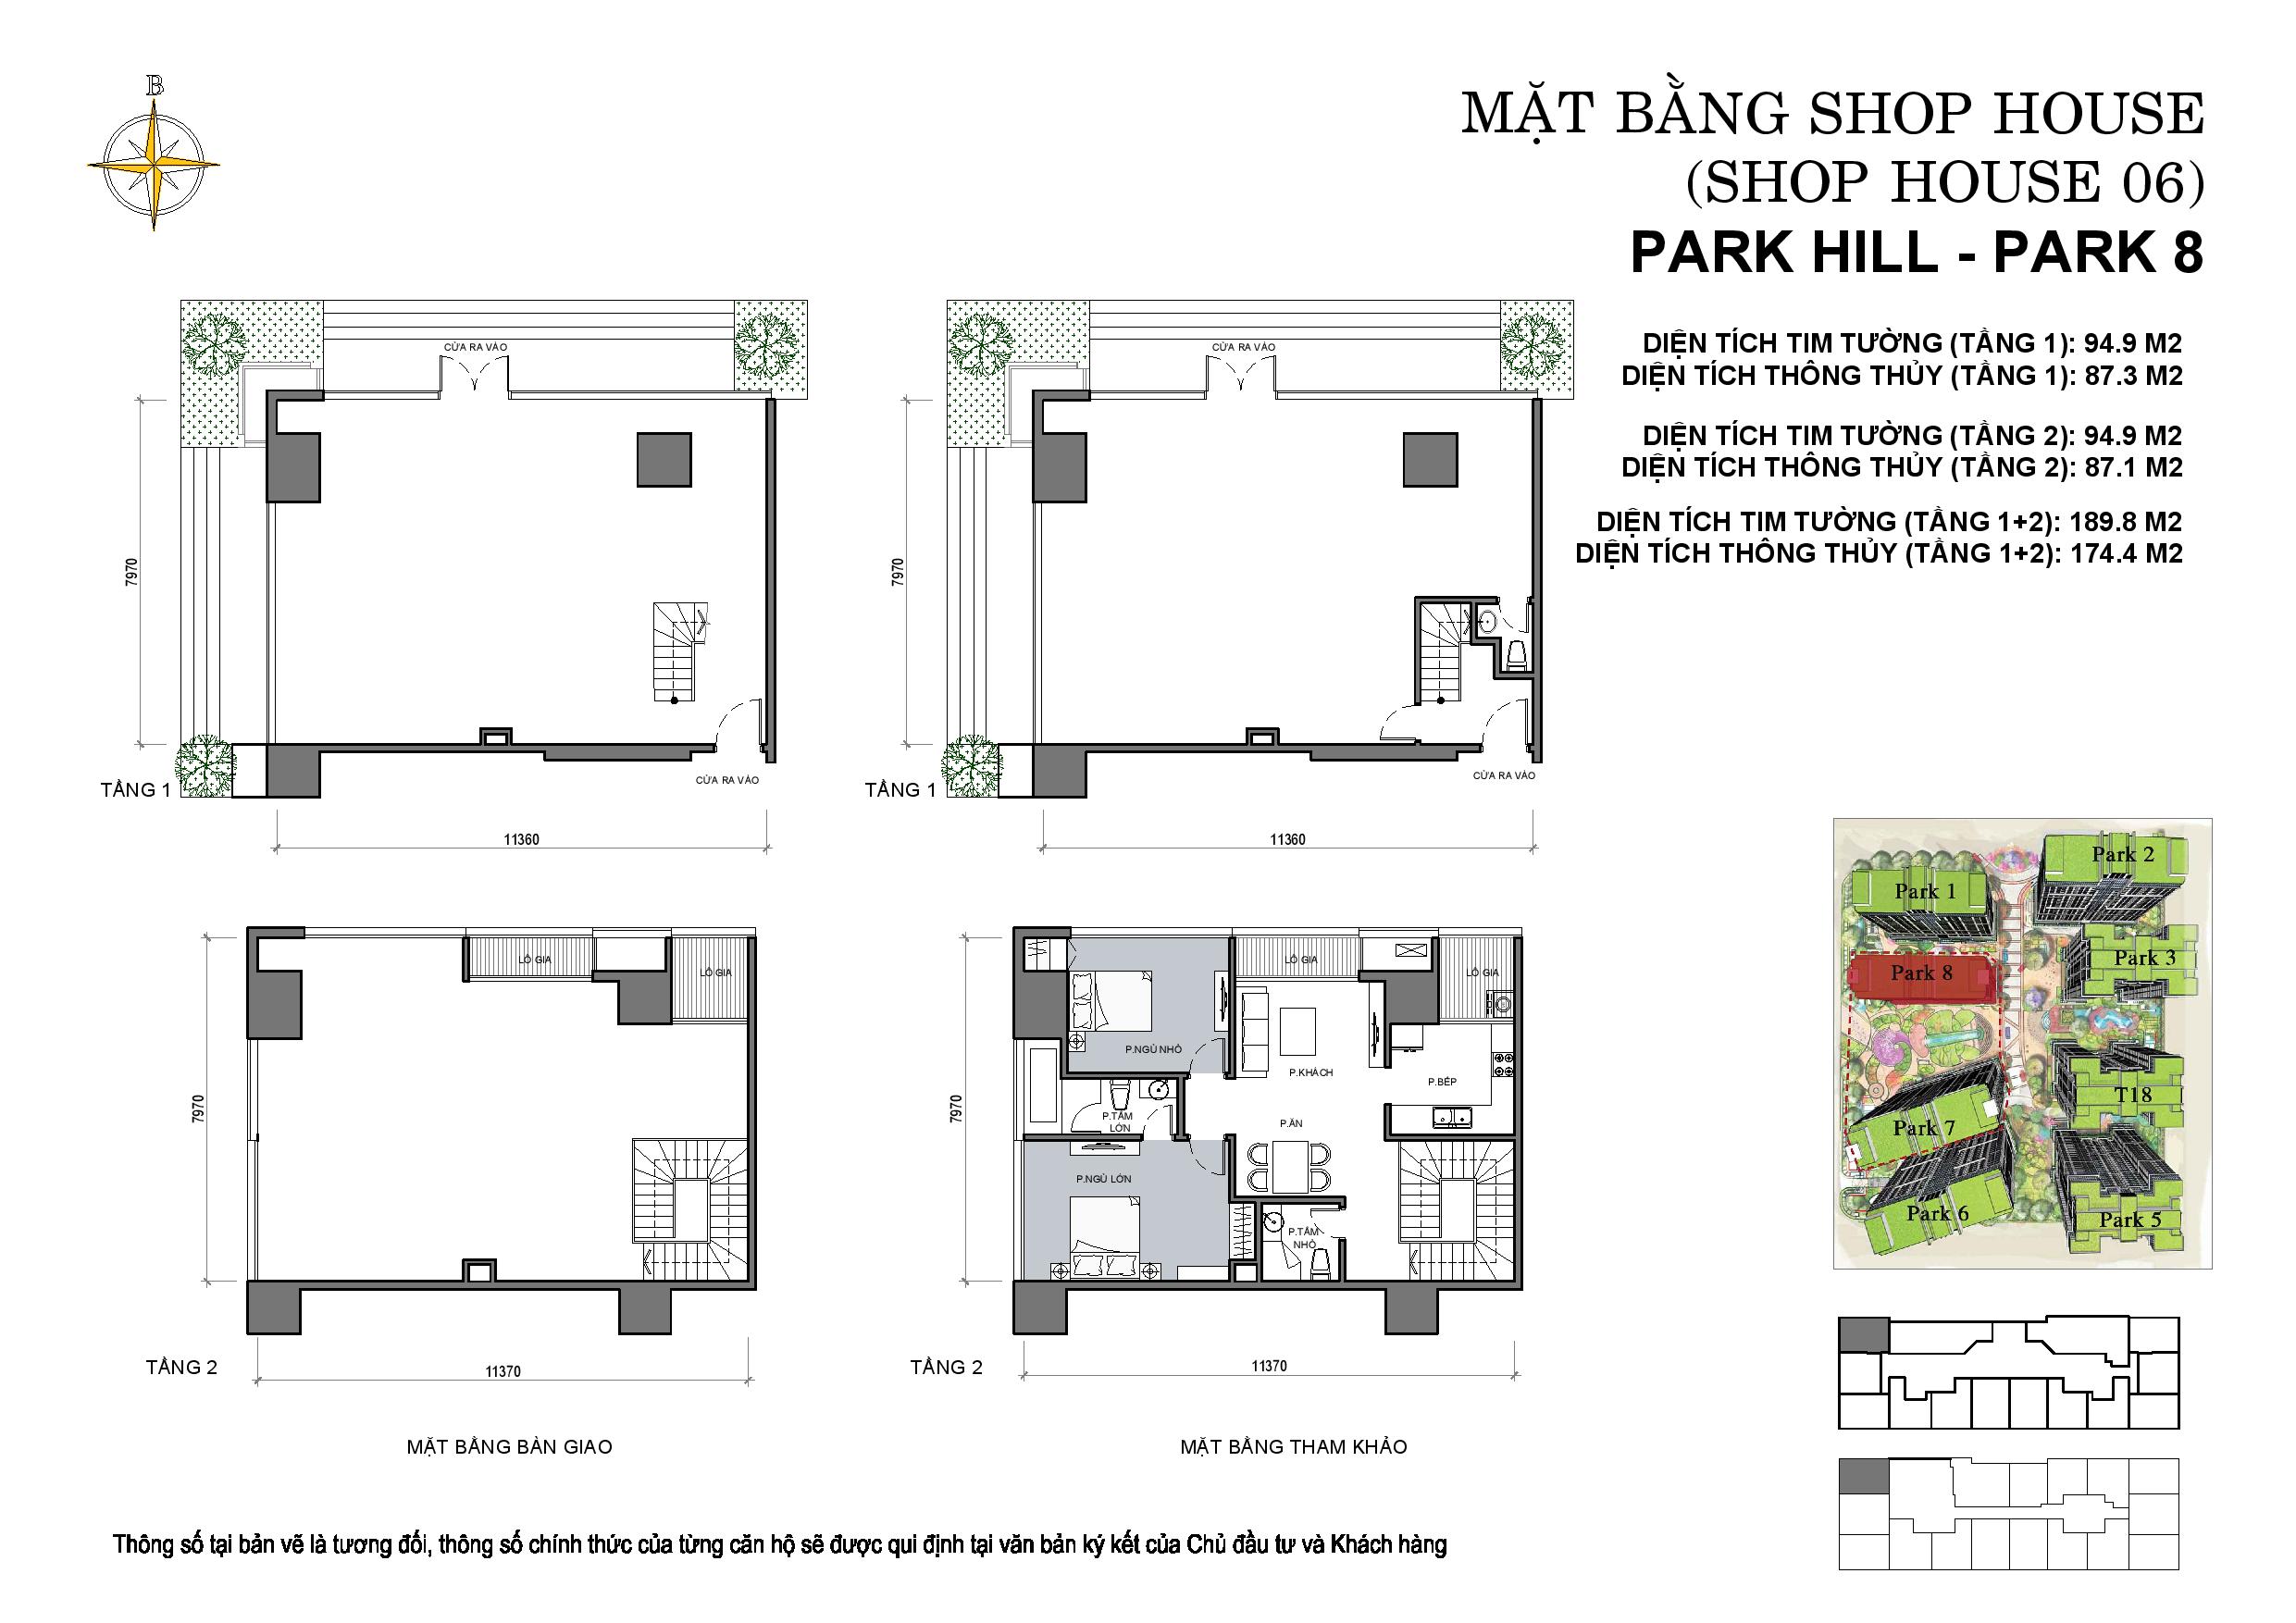 B
MẶT BẰNG SHOP HOUSE
(SHOP HOUSE 06)
PARK HILL - PARK 8
DIỆN TÍCH TIM TƯỜNG (TẦNG 1): 94.9 M2
DIỆN TÍCH THÔNG THỦY (TẦNG 1): 87.3 M2
DIỆN TÍCH TIM TƯỜNG (TẦNG 2): 94.9 M2
DIỆN TÍCH THÔNG THỦY (TẦNG 2): 87.1 M2
DIỆN TÍCH TIM TƯỜNG (TẦNG 1+2): 189.8 M2
DIỆN TÍCH THÔNG THỦY (TẦNG 1+2): 174.4 M2
CỬA RA VÀO
7970
CỬA RA VÀO
TẦNG 1
11360
CỬA RA VÀO
7970
CỬA RA VÀO
TẦNG 1
11360
LÔ GIA
LÔ GIA
7970
TẦNG 2
11370
LÔ GIA
LÔ GIA
P.NGỦ NHỎ
P.KHÁCH
P.BẾP
P.TẮM
LỚN
P.ĂN
7970
P.NGỦ LỚN
P.TẮM
NHỎ
TẦNG 2
11370
MẶT BẰNG BÀN GIAO
MẶT BẰNG THAM KHẢO
Park 2
Park 1
Park 3
Park 8
T18
Park 7
Park 6
Park 5
Thông số tại bản vẽ là tương đối, thông số chính thức của từng căn hộ sẽ được qui định tại văn bản ký kết của Chủ đầu tư và Khách hàng